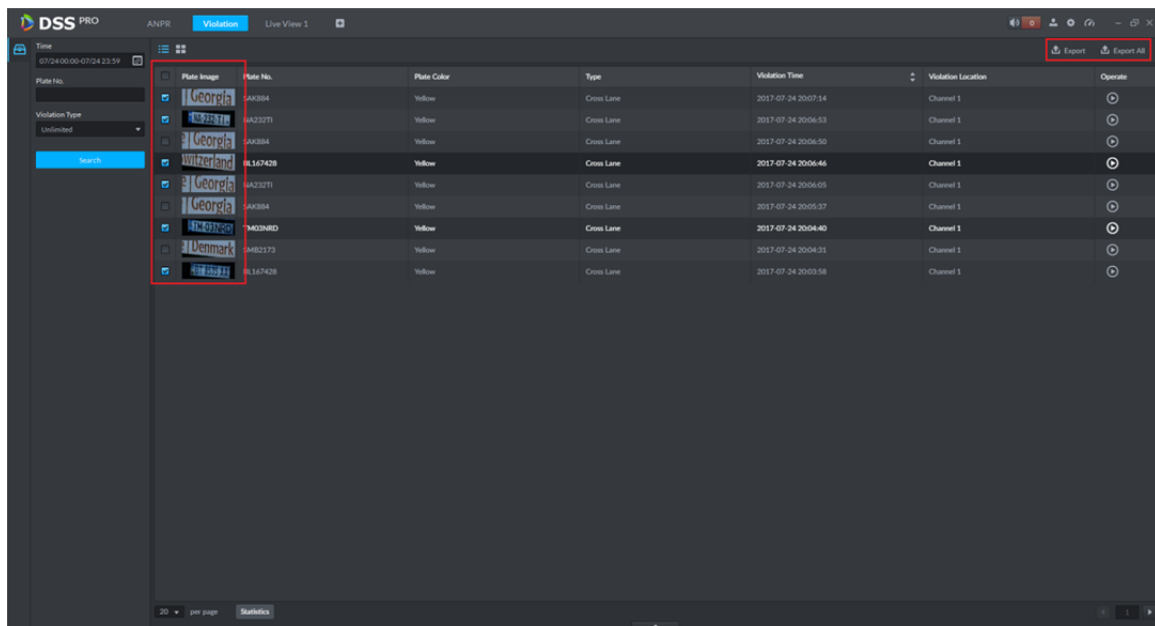 DSS PRO ANPR Violation Live View 1
Time
07/24 00:00-07/24 23:59
Plate No.
Violation Type
Unlimited
Search
Export Export All
Plate Image Plate No. Plate Color Type Violation Time Violation Location Operate
Georgia SAK884 Yellow Cross Lane 2017-07-24 20:07:14 Channel 1
NA-232-TI NA232TI Yellow Cross Lane 2017-07-24 20:06:53 Channel 1
Georgia SAK884 Yellow Cross Lane 2017-07-24 20:06:50 Channel 1
witzerland BL167428 Yellow Cross Lane 2017-07-24 20:06:46 Channel 1
e Georgia NA232TI Yellow Cross Lane 2017-07-24 20:06:05 Channel 1
Georgia SAK884 Yellow Cross Lane 2017-07-24 20:05:37 Channel 1
TM-03NRD TM03NRD Yellow Cross Lane 2017-07-24 20:04:40 Channel 1
Denmark SMB2173 Yellow Cross Lane 2017-07-24 20:04:31 Channel 1
BL167428 Yellow Cross Lane 2017-07-24 20:03:58 Channel 1
20 per page Statistics 1